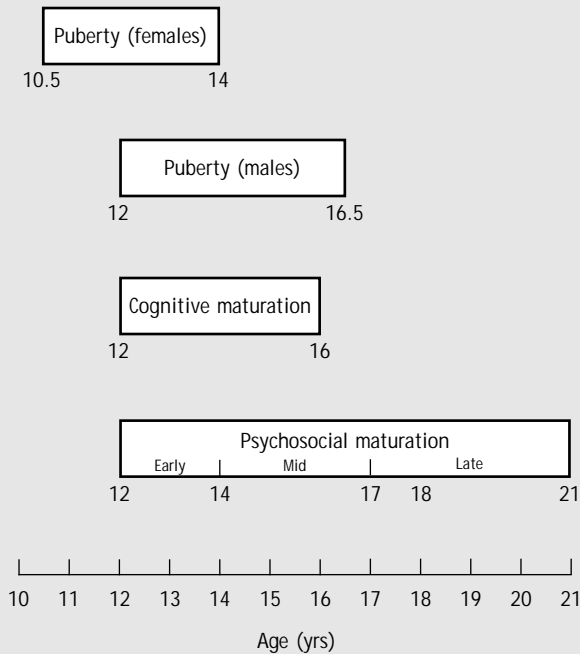 Puberty (females)
10.5 14
Puberty (males)
12 16.5
Cognitive maturation
12 16
Psychosocial maturation
Early Mid Late
12 14 17 18 21
10 11 12 13 14 15 16 17 18 19 20 21
Age (yrs)